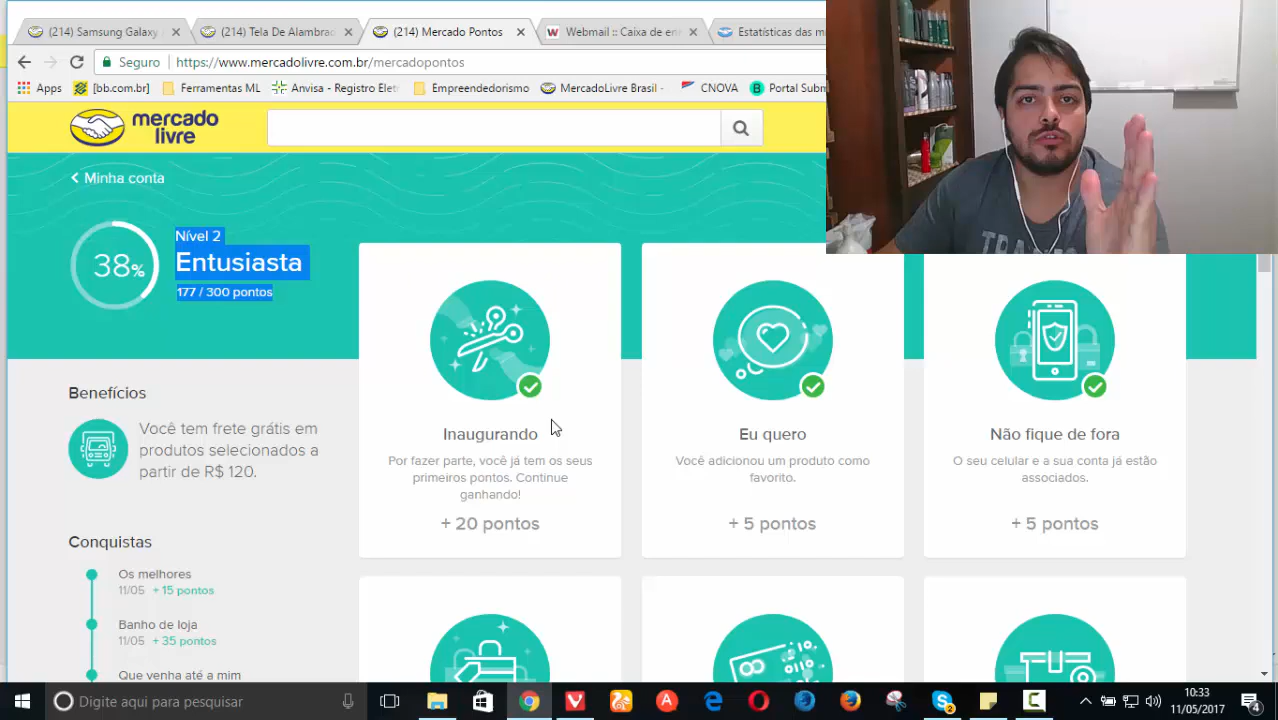 (214) Samsung Galaxy
(214) Tela De Alambra
(214) Mercado Pontos
Webmail :: Caixa de en
Estatísticas das m
Seguro
https://www.mercadolivre.com.br/mercadopontos
Apps
[bb.com.br]
Ferramentas ML
Anvisa - Registro Elet
Empreendedorismo
MercadoLivre Brasil -
CNOVA
Portal Subm
mercado
livre
Minha conta
38%
Nível 2
Entusiasta
177 / 300 pontos
Benefícios
Você tem frete grátis em
produtos selecionados a
partir de R$ 120.
Conquistas
Os melhores
11/05 + 15 pontos
Banho de loja
11/05 + 35 pontos
Que venha até a mim
Inaugurando
Por fazer parte, você já tem os seus
primeiros pontos. Continue
ganhando!
+ 20 pontos
Eu quero
Você adicionou um produto como
favorito.
+ 5 pontos
Não fique de fora
O seu celular e a sua conta já estão
associados.
+ 5 pontos
Digite aqui para pesquisar
10:33
11/05/2017